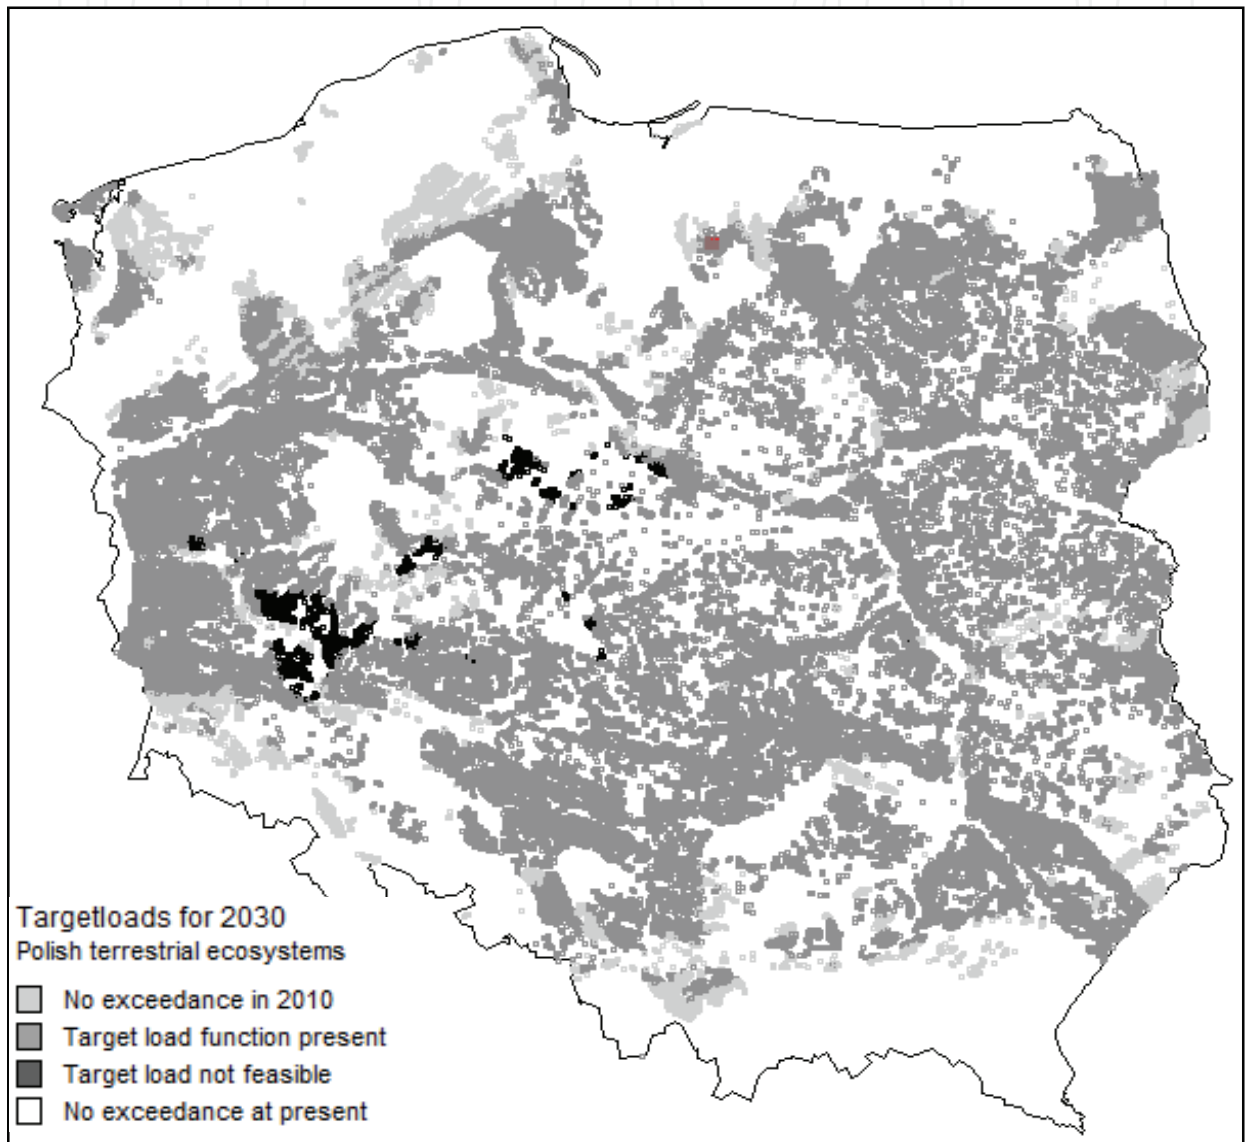 Targetloads for 2030
Polish terrestrial ecosystems
No exceedance in 2010
Target load function present
Target load not feasible
No exceedance at present